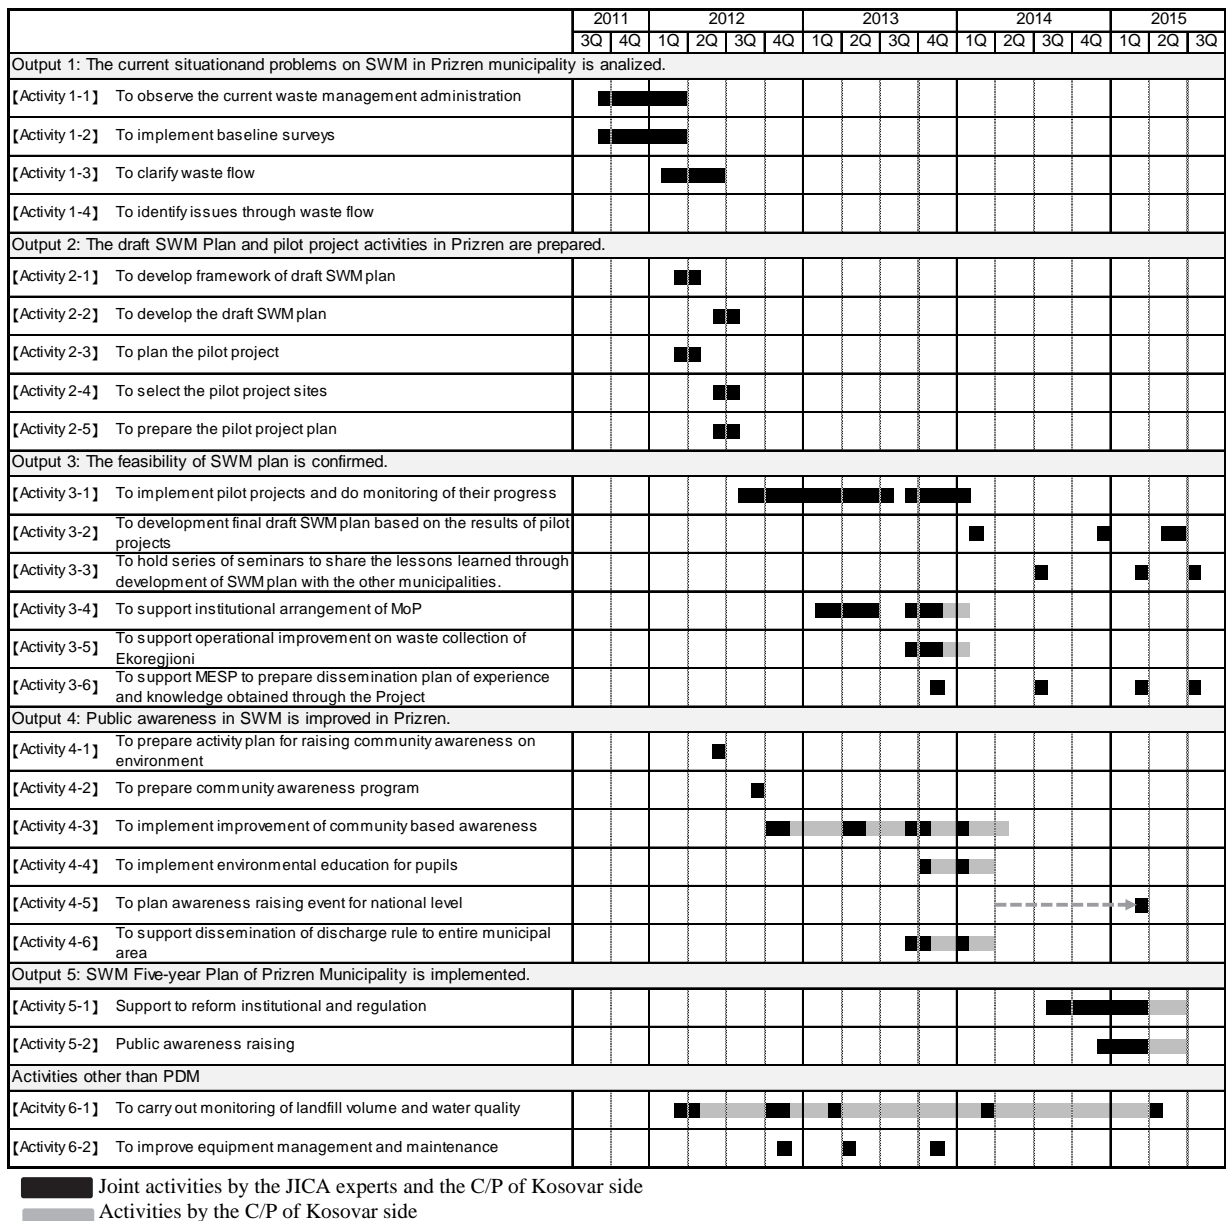 2011 2012 2013 2014 2015
3Q 4Q 1Q 2Q 3Q 4Q 1Q 2Q 3Q 4Q 1Q 2Q 3Q 4Q 1Q 2Q 3Q
Output 1: The current situationand problems on SWM in Prizren municipality is analized.
【Activity 1-1】 To observe the current waste management administration
【Activity 1-2】 To implement baseline surveys
【Activity 1-3】 To clarify waste flow
【Activity 1-4】 To identify issues through waste flow
Output 2: The draft SWM Plan and pilot project activities in Prizren are prepared.
【Activity 2-1】 To develop framework of draft SWM plan
【Activity 2-2】 To develop the draft SWM plan
【Activity 2-3】 To plan the pilot project
【Activity 2-4】 To select the pilot project sites
【Activity 2-5】 To prepare the pilot project plan
Output 3: The feasibility of SWM plan is confirmed.
【Activity 3-1】 To implement pilot projects and do monitoring of their progress
【Activity 3-2】 To development final draft SWM plan based on the results of pilot
projects
【Activity 3-3】 To hold series of seminars to share the lessons learned through
development of SWM plan with the other municipalities.
【Activity 3-4】 To support institutional arrangement of MoP
【Activity 3-5】 To support operational improvement on waste collection of
Ekoregjioni
【Activity 3-6】 To support MESP to prepare dissemination plan of experience
and knowledge obtained through the Project
Output 4: Public awareness in SWM is improved in Prizren.
【Activity 4-1】 To prepare activity plan for raising community awareness on
environment
【Activity 4-2】 To prepare community awareness program
【Activity 4-3】 To implement improvement of community based awareness
【Activity 4-4】 To implement environmental education for pupils
【Activity 4-5】 To plan awareness raising event for national level
【Activity 4-6】 To support dissemination of discharge rule to entire municipal
area
Output 5: SWM Five-year Plan of Prizren Municipality is implemented.
【Activity 5-1】 Support to reform institutional and regulation
【Activity 5-2】 Public awareness raising
Activities other than PDM
【Acitivity 6-1】 To carry out monitoring of landfill volume and water quality
【Activity 6-2】 To improve equipment management and maintenance
Joint activities by the JICA experts and the C/P of Kosovar side
Activities by the C/P of Kosovar side